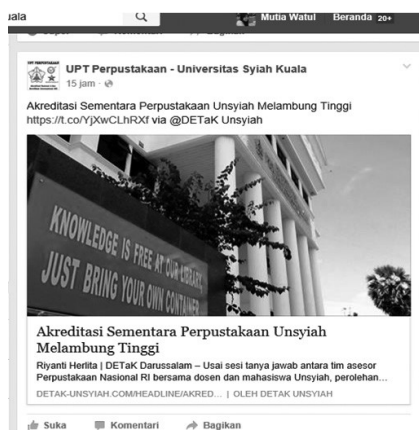 uala
Mutia Watul Beranda 20+
UPT Perpustakaan - Universitas Syiah Kuala
15 jam
Akreditasi Sementara Perpustakaan Unsyiah Melambung Tinggi
https://t.co/YjXwCLhRXf via @DETaK Unsyiah
KNOWLEDGE IS FREE AT OUR LIBRARY,
JUST BRING YOUR OWN CONTAINER
Akreditasi Sementara Perpustakaan Unsyiah
Melambung Tinggi
Riyanti Herlita | DETaK Darussalam – Usai sesi tanya jawab antara tim asesor
Perpustakaan Nasional RI bersama dosen dan mahasiswa Unsyiah, perolehan...
DETAK-UNSYIAH.COM/HEADLINE/AKRED... | OLEH DETAK UNSYIAH
Suka Komentari Bagikan